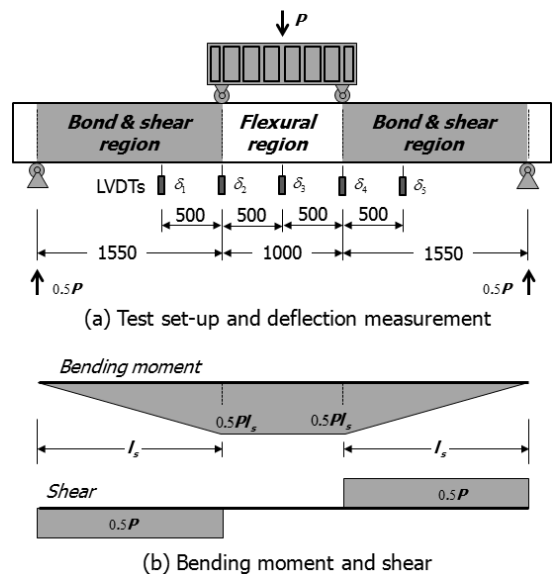 P
Bond & shear region
Flexural region
Bond & shear region
LVDTs δ1 δ2 δ3 δ4 δ5
500 500 500 500
1550 1000 1550
0.5P 0.5P
(a) Test set-up and deflection measurement
Bending moment
0.5Pls 0.5Pls
ls ls
Shear
0.5P
0.5P
(b) Bending moment and shear